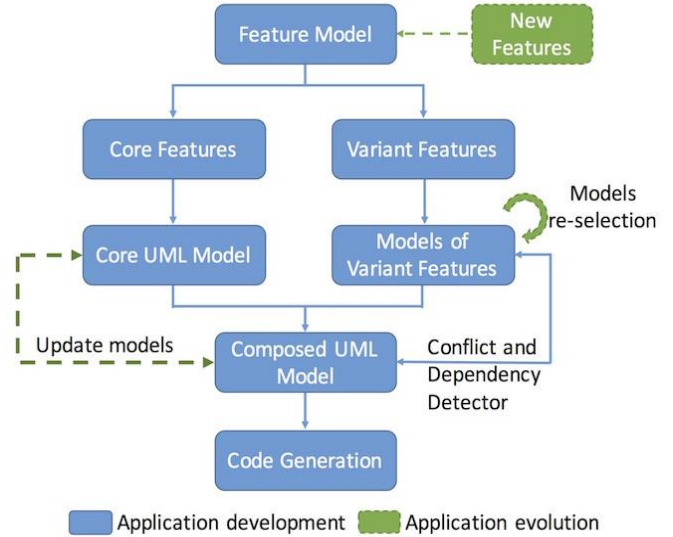 Feature Model
New
Features
Core Features
Variant Features
Models
re-selection
Core UML Model
Models of
Variant Features
Update models
Composed UML
Model
Conflict and
Dependency
Detector
Code Generation
Application development
Application evolution